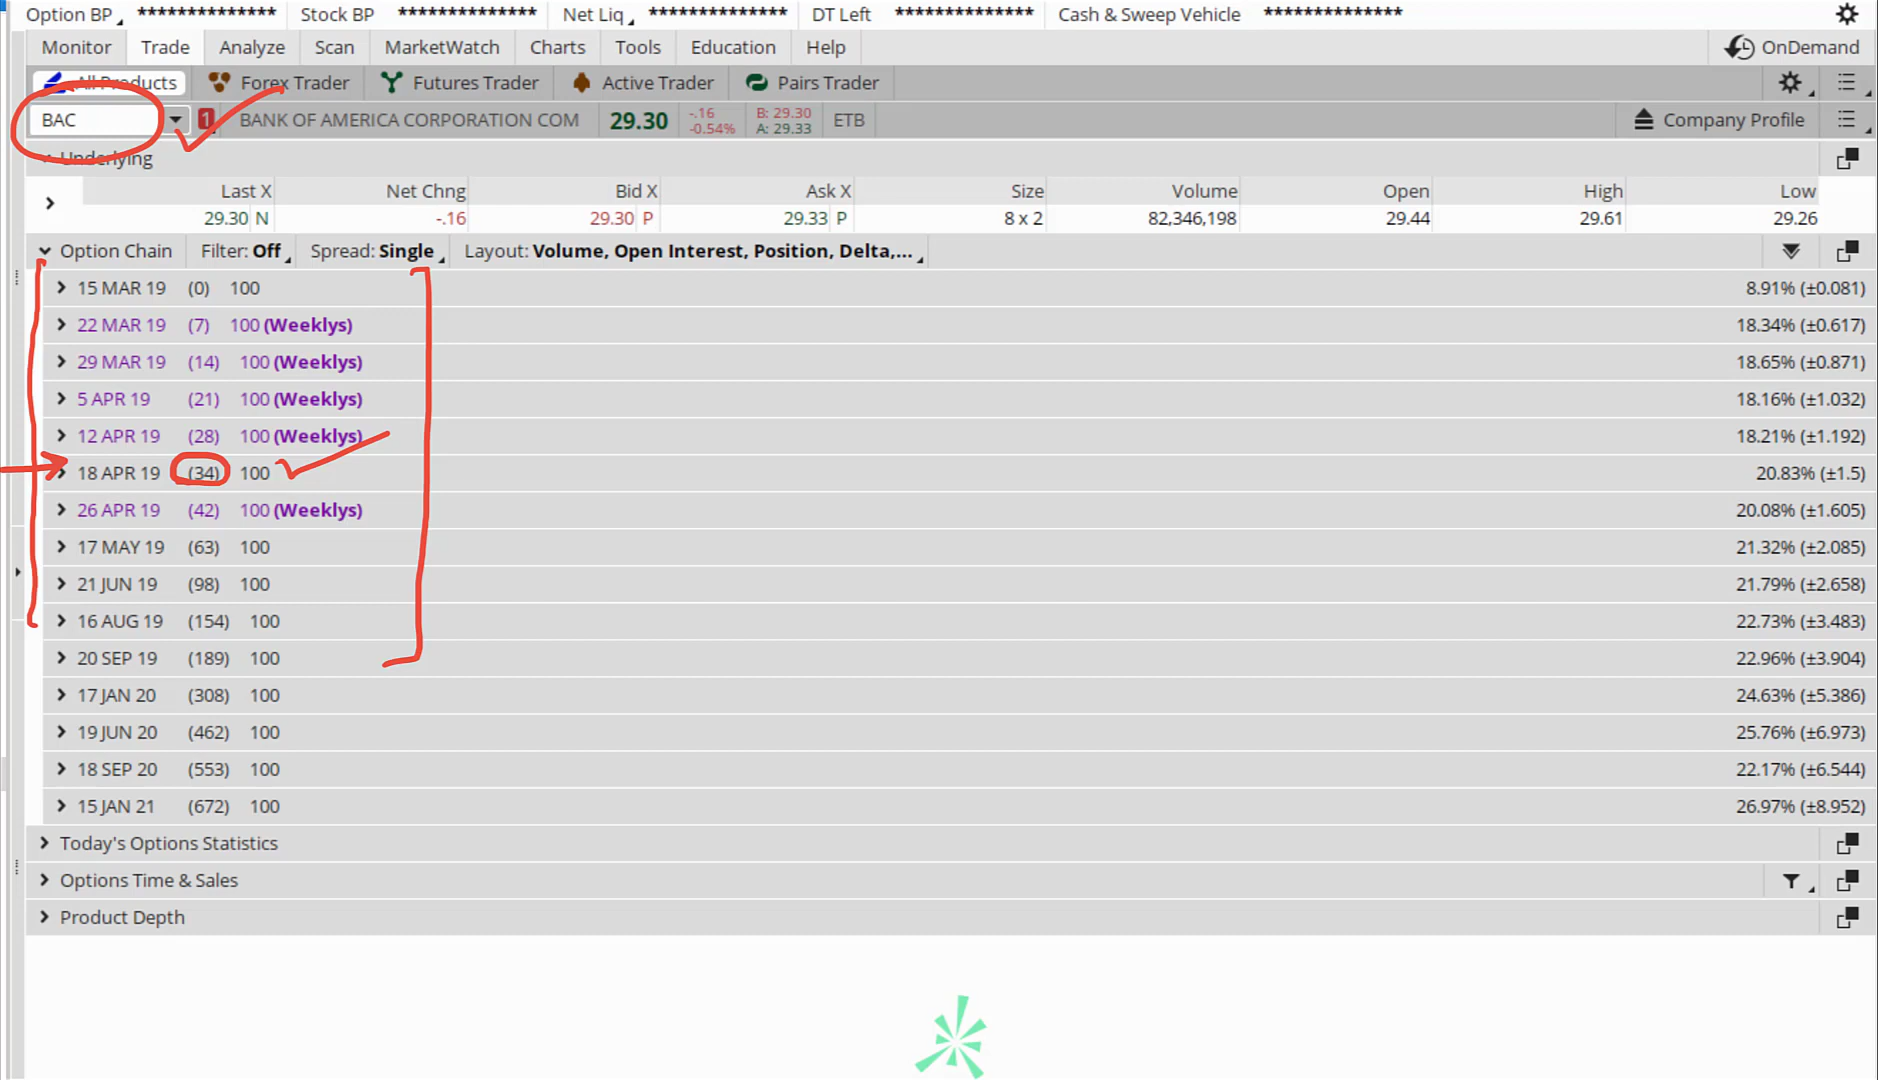 Option BP ************** Stock BP ************** Net Liq ************** DT Left ************** Cash & Sweep Vehicle **************
Monitor Trade Analyze Scan MarketWatch Charts Tools Education Help OnDemand
All Products Forex Trader Futures Trader Active Trader Pairs Trader
BAC 1 BANK OF AMERICA CORPORATION COM 29.30 -.16 -0.54% B: 29.30 A: 29.33 ETB Company Profile
Underlying
Last X Net Chng Bid X Ask X Size Volume Open High Low
29.30 N -.16 29.30 P 29.33 P 8 x 2 82,346,198 29.44 29.61 29.26
Option Chain Filter: Off Spread: Single Layout: Volume, Open Interest, Position, Delta,...
15 MAR 19 (0) 100 8.91% (±0.081)
22 MAR 19 (7) 100 (Weeklys) 18.34% (±0.617)
29 MAR 19 (14) 100 (Weeklys) 18.65% (±0.871)
5 APR 19 (21) 100 (Weeklys) 18.16% (±1.032)
12 APR 19 (28) 100 (Weeklys) 18.21% (±1.192)
18 APR 19 (34) 100 20.83% (±1.5)
26 APR 19 (42) 100 (Weeklys) 20.08% (±1.605)
17 MAY 19 (63) 100 21.32% (±2.085)
21 JUN 19 (98) 100 21.79% (±2.658)
16 AUG 19 (154) 100 22.73% (±3.483)
20 SEP 19 (189) 100 22.96% (±3.904)
17 JAN 20 (308) 100 24.63% (±5.386)
19 JUN 20 (462) 100 25.76% (±6.973)
18 SEP 20 (553) 100 22.17% (±6.544)
15 JAN 21 (672) 100 26.97% (±8.952)
Today's Options Statistics
Options Time & Sales
Product Depth